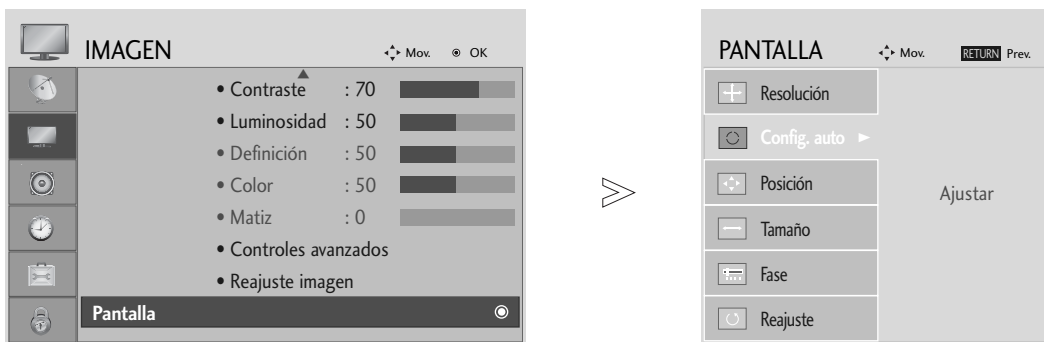 IMAGEN Mov. OK
• Contraste : 70
• Luminosidad : 50
• Definición : 50
• Color : 50
• Matiz : 0
• Controles avanzados
• Reajuste imagen
Pantalla
PANTALLA Mov. RETURN Prev.
Resolución
Config. auto
Posición
Tamaño
Fase
Reajuste
Ajustar